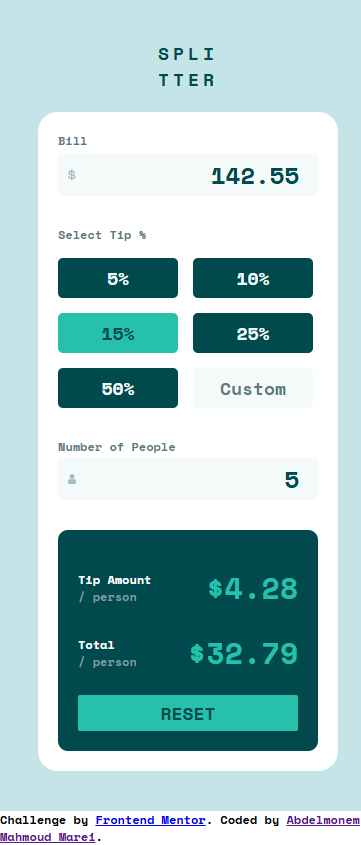 SPLI
TTER
Bill
$ 142.55
Select Tip %
5% 10%
15% 25%
50% Custom
Number of People
5
Tip Amount
/ person
$4.28
Total
/ person
$32.79
RESET
Challenge by Frontend Mentor. Coded by Abdelmonem
Mahmoud Marei.